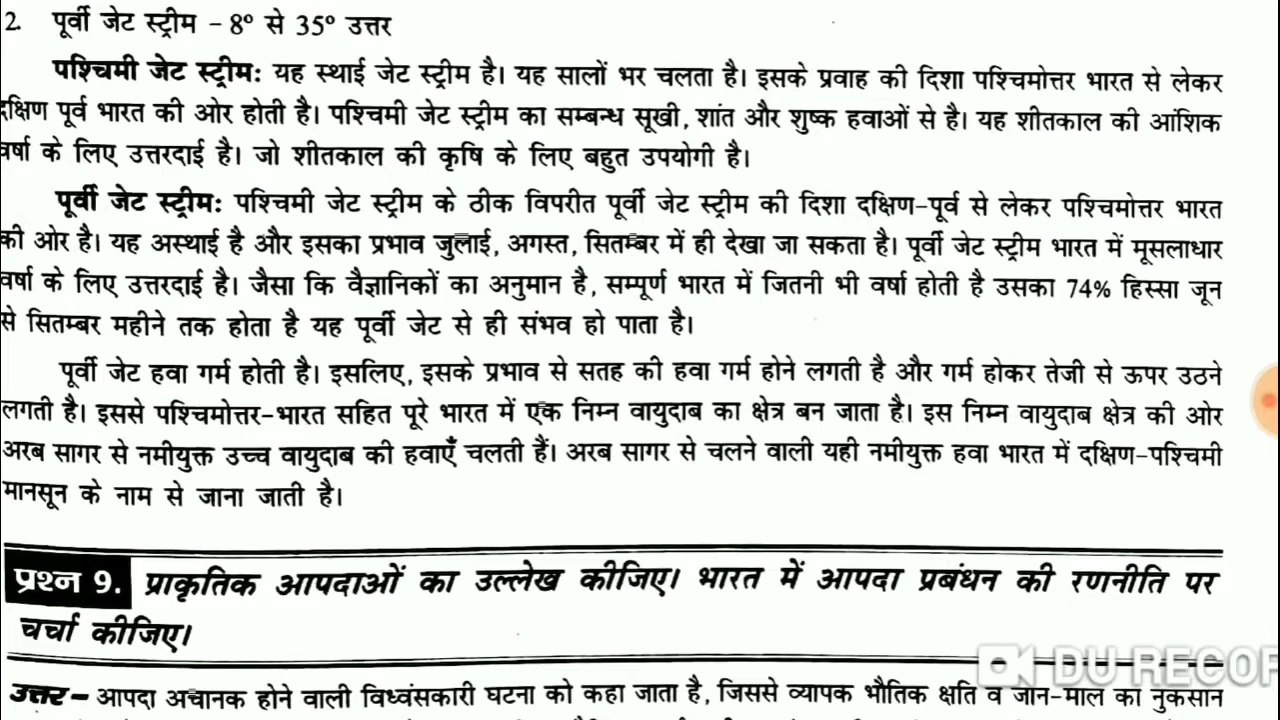 2. पूर्वी जेट स्ट्रीम – 8° से 35° उत्तर
पश्चिमी जेट स्ट्रीम: यह स्थाई जेट स्ट्रीम है। यह सालों भर चलता है। इसके प्रवाह की दिशा पश्चिमोत्तर भारत से लेकर
दक्षिण पूर्व भारत की ओर होती है। पश्चिमी जेट स्ट्रीम का सम्बन्ध सूखी, शांत और शुष्क हवाओं से है। यह शीतकाल की आंशिक
वर्षा के लिए उत्तरदाई है। जो शीतकाल की कृषि के लिए बहुत उपयोगी है।
पूर्वी जेट स्ट्रीम: पश्चिमी जेट स्ट्रीम के ठीक विपरीत पूर्वी जेट स्ट्रीम की दिशा दक्षिण-पूर्व से लेकर पश्चिमोत्तर भारत
की ओर है। यह अस्थाई है और इसका प्रभाव जुलाई, अगस्त, सितम्बर में ही देखा जा सकता है। पूर्वी जेट स्ट्रीम भारत में मूसलाधार
वर्षा के लिए उत्तरदाई है। जैसा कि वैज्ञानिकों का अनुमान है, सम्पूर्ण भारत में जितनी भी वर्षा होती है उसका 74% हिस्सा जून
से सितम्बर महीने तक होता है यह पूर्वी जेट से ही संभव हो पाता है।
पूर्वी जेट हवा गर्म होती है। इसलिए, इसके प्रभाव से सतह की हवा गर्म होने लगती है और गर्म होकर तेजी से ऊपर उठने
लगती है। इससे पश्चिमोत्तर-भारत सहित पूरे भारत में एक निम्न वायुदाब का क्षेत्र बन जाता है। इस निम्न वायुदाब क्षेत्र की ओर
अरब सागर से नमीयुक्त उच्च वायुदाब की हवाएँ चलती हैं। अरब सागर से चलने वाली यही नमीयुक्त हवा भारत में दक्षिण-पश्चिमी
मानसून के नाम से जाना जाती है।
प्रश्न 9. प्राकृतिक आपदाओं का उल्लेख कीजिए। भारत में आपदा प्रबंधन की रणनीति पर
चर्चा कीजिए।
DU RECOR
उत्तर – आपदा अचानक होने वाली विध्वंसकारी घटना को कहा जाता है, जिससे व्यापक भौतिक क्षति व जान-माल का नुकसान